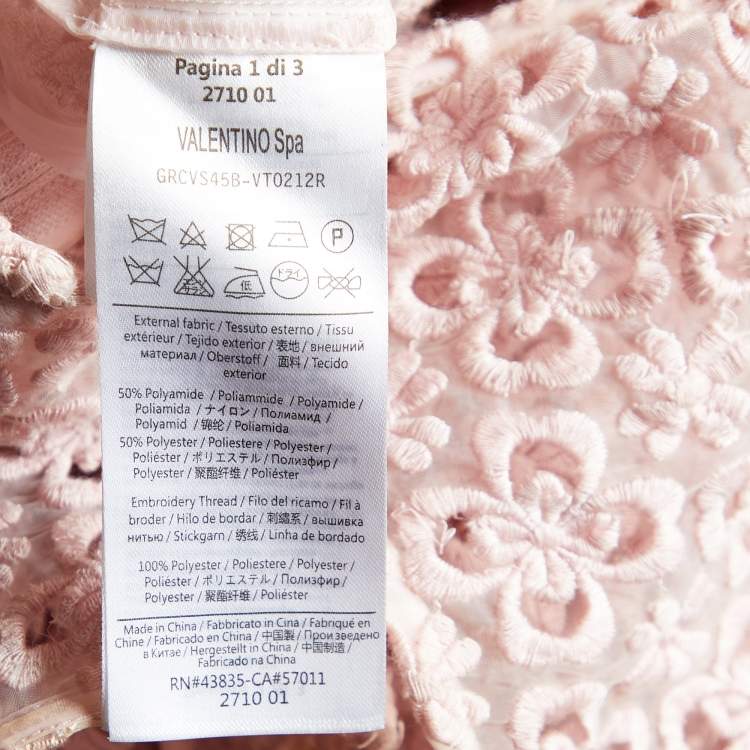 Pagina 1 di 3
2710 01
VALENTINO Spa
GRCVS45B-VT0212R
P
低 ドライ
External fabric / Tessuto esterno / Tissu
extérieur / Tejido exterior / 表地 / внешний
материал / Oberstoff / 面料 / Tecido
exterior
50% Polyamide / Poliammide / Polyamide /
Poliamida / ナイロン / Полиамид /
Polyamid / 锦纶 / Poliamida
50% Polyester / Poliestere / Polyester /
Poliéster / ポリエステル / Полиэфир /
Polyester / 聚酯纤维 / Poliéster
Embroidery Thread / Filo del ricamo / Fil à
broder / Hilo de bordar / 刺繍系 / вышивка
нитью / Stickgarn / 绣线 / Linha de bordado
100% Polyester / Poliestere / Polyester /
Poliéster / ポリエステル / Полиэфир /
Polyester / 聚酯纤维 / Poliéster
Made in China / Fabbricato in Cina / Fabriqué en
Chine / Fabricado en China / 中国製 / Произведено
в Китае / Hergestellt in China / 中国制造 /
Fabricado na China
RN#43835-CA#57011
2710 01